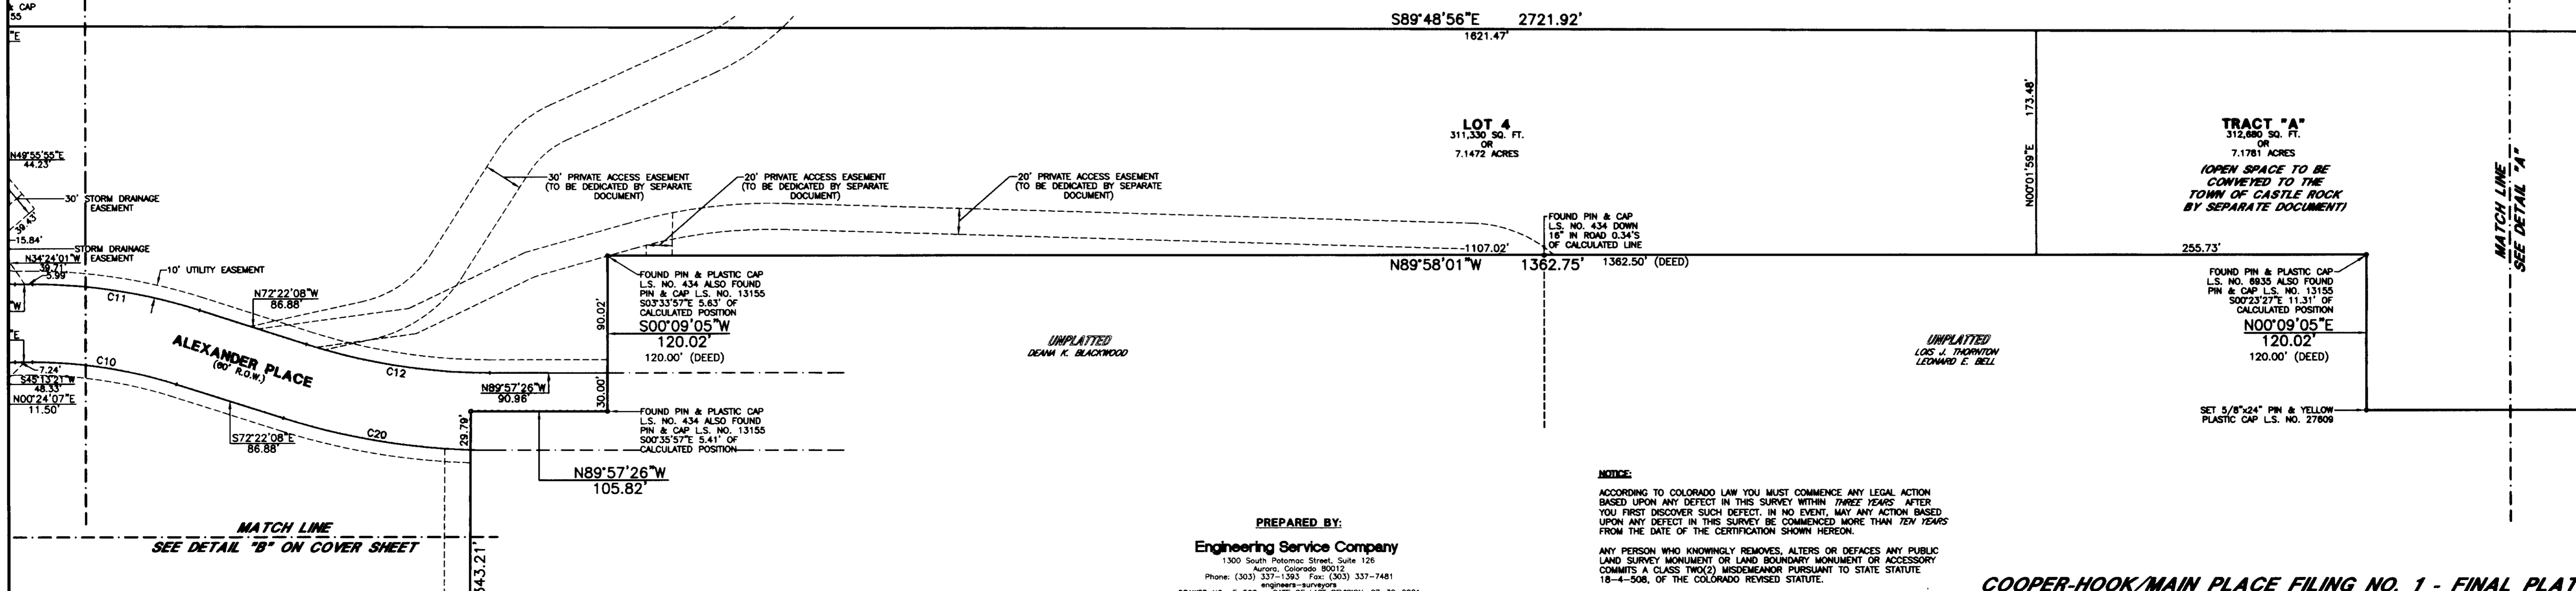 & CAP
55
"E
S89°48'56"E 2721.92'
1621.47'
N00°01'59"E 173.48'
LOT 4
311,330 SQ. FT.
OR
7.1472 ACRES
TRACT "A"
312,680 SQ. FT.
OR
7.1781 ACRES
(OPEN SPACE TO BE
CONVEYED TO THE
TOWN OF CASTLE ROCK
BY SEPARATE DOCUMENT)
MATCH LINE
SEE DETAIL "A"
N49°55'55"E
44.23'
30' STORM DRAINAGE
EASEMENT
39.43'
15.84'
STORM DRAINAGE
EASEMENT
N34°24'01"W
39.71'
5.99'
10' UTILITY EASEMENT
30' PRIVATE ACCESS EASEMENT
(TO BE DEDICATED BY SEPARATE
DOCUMENT)
20' PRIVATE ACCESS EASEMENT
(TO BE DEDICATED BY SEPARATE
DOCUMENT)
20' PRIVATE ACCESS EASEMENT
(TO BE DEDICATED BY SEPARATE
DOCUMENT)
FOUND PIN & CAP
L.S. NO. 434 DOWN
16" IN ROAD 0.34'S
OF CALCULATED LINE
1107.02'
N89°58'01"W 1362.75' 1362.50' (DEED)
255.73'
"W
C11
N72°22'08"W
86.88'
FOUND PIN & PLASTIC CAP
L.S. NO. 434 ALSO FOUND
PIN & CAP L.S. NO. 13155
S03°33'57"E 5.63' OF
CALCULATED POSITION
90.02'
S00°09'05"W
120.02'
120.00' (DEED)
FOUND PIN & PLASTIC CAP
L.S. NO. 6935 ALSO FOUND
PIN & CAP L.S. NO. 13155
S00°23'27"E 11.31' OF
CALCULATED POSITION
N00°09'05"E
120.02'
120.00' (DEED)
"E
ALEXANDER PLACE
(60' R.O.W.)
C10
C12
UNPLATTED
DEANA K. BLACKWOOD
UNPLATTED
LOIS J. THORNTON
LEONARD E. BELL
7.24'
S45°13'21"W
48.33'
N00°24'07"E
11.50'
N89°57'26"W
90.96'
30.00'
FOUND PIN & PLASTIC CAP
L.S. NO. 434 ALSO FOUND
PIN & CAP L.S. NO. 13155
S00°35'57"E 5.41' OF
CALCULATED POSITION
SET 5/8"x24" PIN & YELLOW
PLASTIC CAP L.S. NO. 27609
S72°22'08"E
86.88'
C20
29.79'
N89°57'26"W
105.82'
MATCH LINE
SEE DETAIL "B" ON COVER SHEET
343.21'
PREPARED BY:
Engineering Service Company
1300 South Potomac Street, Suite 126
Aurora, Colorado 80012
Phone: (303) 337-1393 Fax: (303) 337-7481
engineers-surveyors
NOTICE:
ACCORDING TO COLORADO LAW YOU MUST COMMENCE ANY LEGAL ACTION
BASED UPON ANY DEFECT IN THIS SURVEY WITHIN THREE YEARS AFTER
YOU FIRST DISCOVER SUCH DEFECT. IN NO EVENT, MAY ANY ACTION BASED
UPON ANY DEFECT IN THIS SURVEY BE COMMENCED MORE THAN TEN YEARS
FROM THE DATE OF THE CERTIFICATION SHOWN HEREON.
ANY PERSON WHO KNOWINGLY REMOVES, ALTERS OR DEFACES ANY PUBLIC
LAND SURVEY MONUMENT OR LAND BOUNDARY MONUMENT OR ACCESSORY
COMMITS A CLASS TWO(2) MISDEMEANOR PURSUANT TO STATE STATUTE
18-4-508, OF THE COLORADO REVISED STATUTE.
COOPER-HOOK/MAIN PLACE FILING NO. 1 - FINAL PLAT